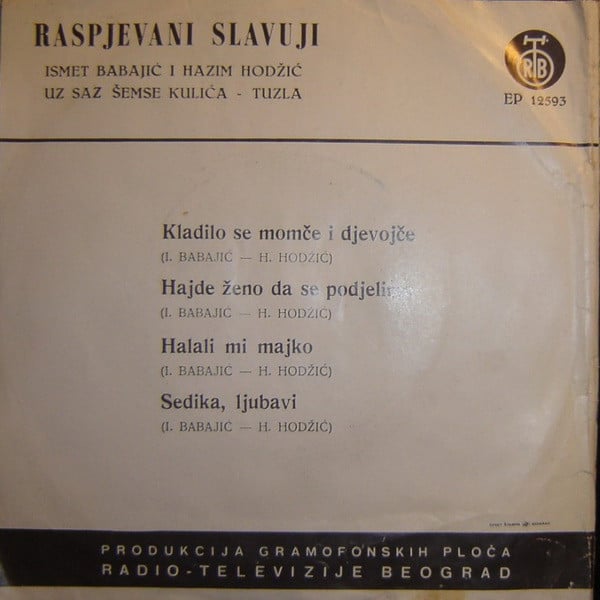 RASPJEVANI SLAVUJI
ISMET BABAJIĆ I HAZIM HODŽIĆ
UZ SAZ ŠEMSE KULIĆA - TUZLA
RTB
EP 12593
Kladilo se momče i djevojče
(I. BABAJIĆ — H. HODŽIĆ)
Hajde ženo da se
(I. BABAJIĆ — H. HODŽIĆ)
Halali mi majko
(I. BABAJIĆ — H. HODŽIĆ)
Sedika, ljubavi
(I. BABAJIĆ — H. HODŽIĆ)
PRODUKCIJA GRAMOFONSKIH PLOČA
RADIO-TELEVIZIJE BEOGRAD